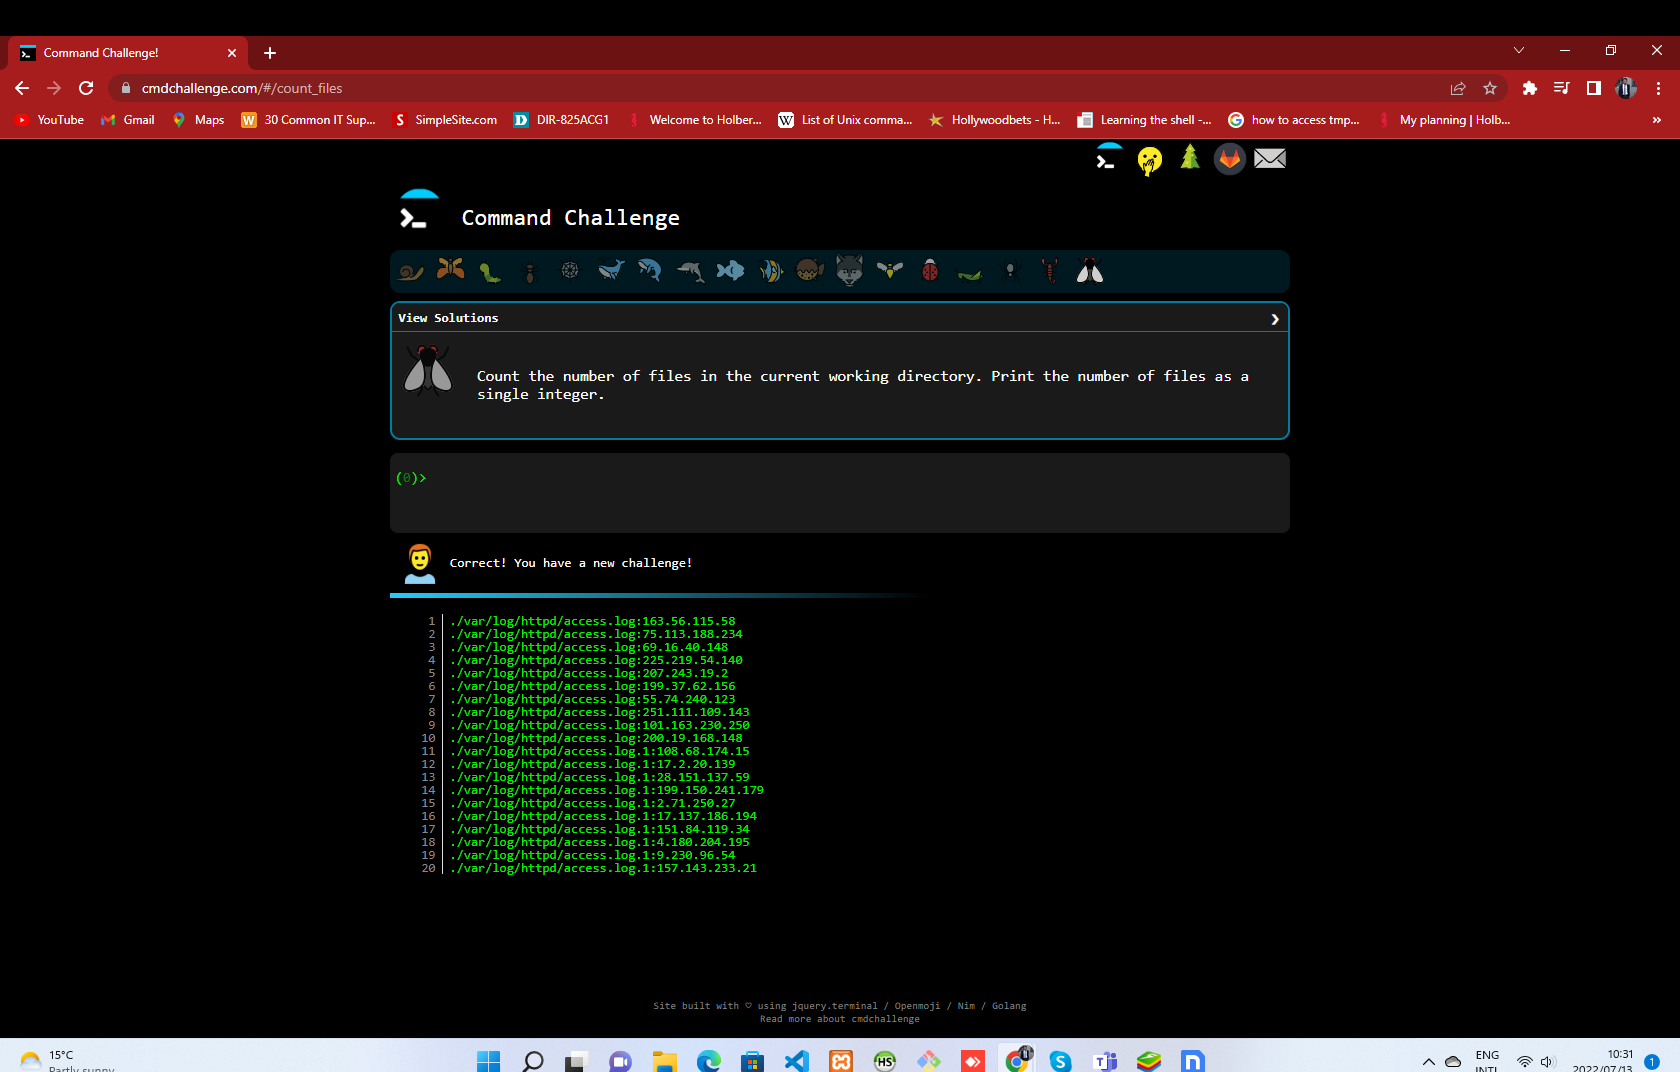 Command Challenge!
cmdchallenge.com/#/count_files
YouTube Gmail Maps 30 Common IT Sup... SimpleSite.com DIR-825ACG1 Welcome to Holber... List of Unix comma... Hollywoodbets - H... Learning the shell -... how to access tmp... My planning | Holb... »
Command Challenge
View Solutions
Count the number of files in the current working directory. Print the number of files as a
single integer.
(0)>
Correct! You have a new challenge!
1 ./var/log/httpd/access.log:163.56.115.58
2 ./var/log/httpd/access.log:75.113.188.234
3 ./var/log/httpd/access.log:69.16.40.148
4 ./var/log/httpd/access.log:225.219.54.140
5 ./var/log/httpd/access.log:207.243.19.2
6 ./var/log/httpd/access.log:199.37.62.156
7 ./var/log/httpd/access.log:55.74.240.123
8 ./var/log/httpd/access.log:251.111.109.143
9 ./var/log/httpd/access.log:101.163.230.250
10 ./var/log/httpd/access.log:200.19.168.148
11 ./var/log/httpd/access.log.1:108.68.174.15
12 ./var/log/httpd/access.log.1:17.2.20.139
13 ./var/log/httpd/access.log.1:28.151.137.59
14 ./var/log/httpd/access.log.1:199.150.241.179
15 ./var/log/httpd/access.log.1:2.71.250.27
16 ./var/log/httpd/access.log.1:17.137.186.194
17 ./var/log/httpd/access.log.1:151.84.119.34
18 ./var/log/httpd/access.log.1:4.180.204.195
19 ./var/log/httpd/access.log.1:9.230.96.54
20 ./var/log/httpd/access.log.1:157.143.233.21
Site built with ♡ using jquery.terminal / Openmoji / Nim / Golang
Read more about cmdchallenge
15°C
Partly sunny
ENG
INTL
10:31
2022/07/13
1